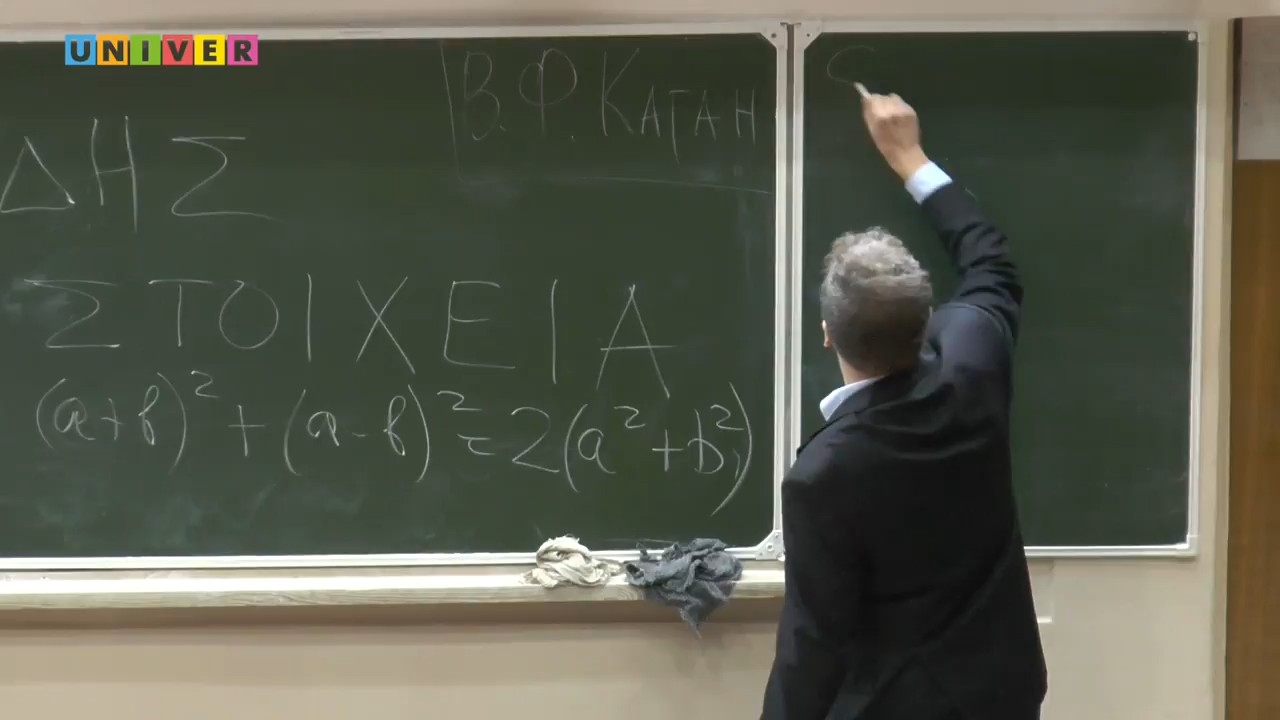 UNIVER
В.Ф. КАГАН
ΔΗΣ
ΣΤΟΙΧΕΙΑ
(a+b)² + (a-b)² = 2(a²+b²)
С